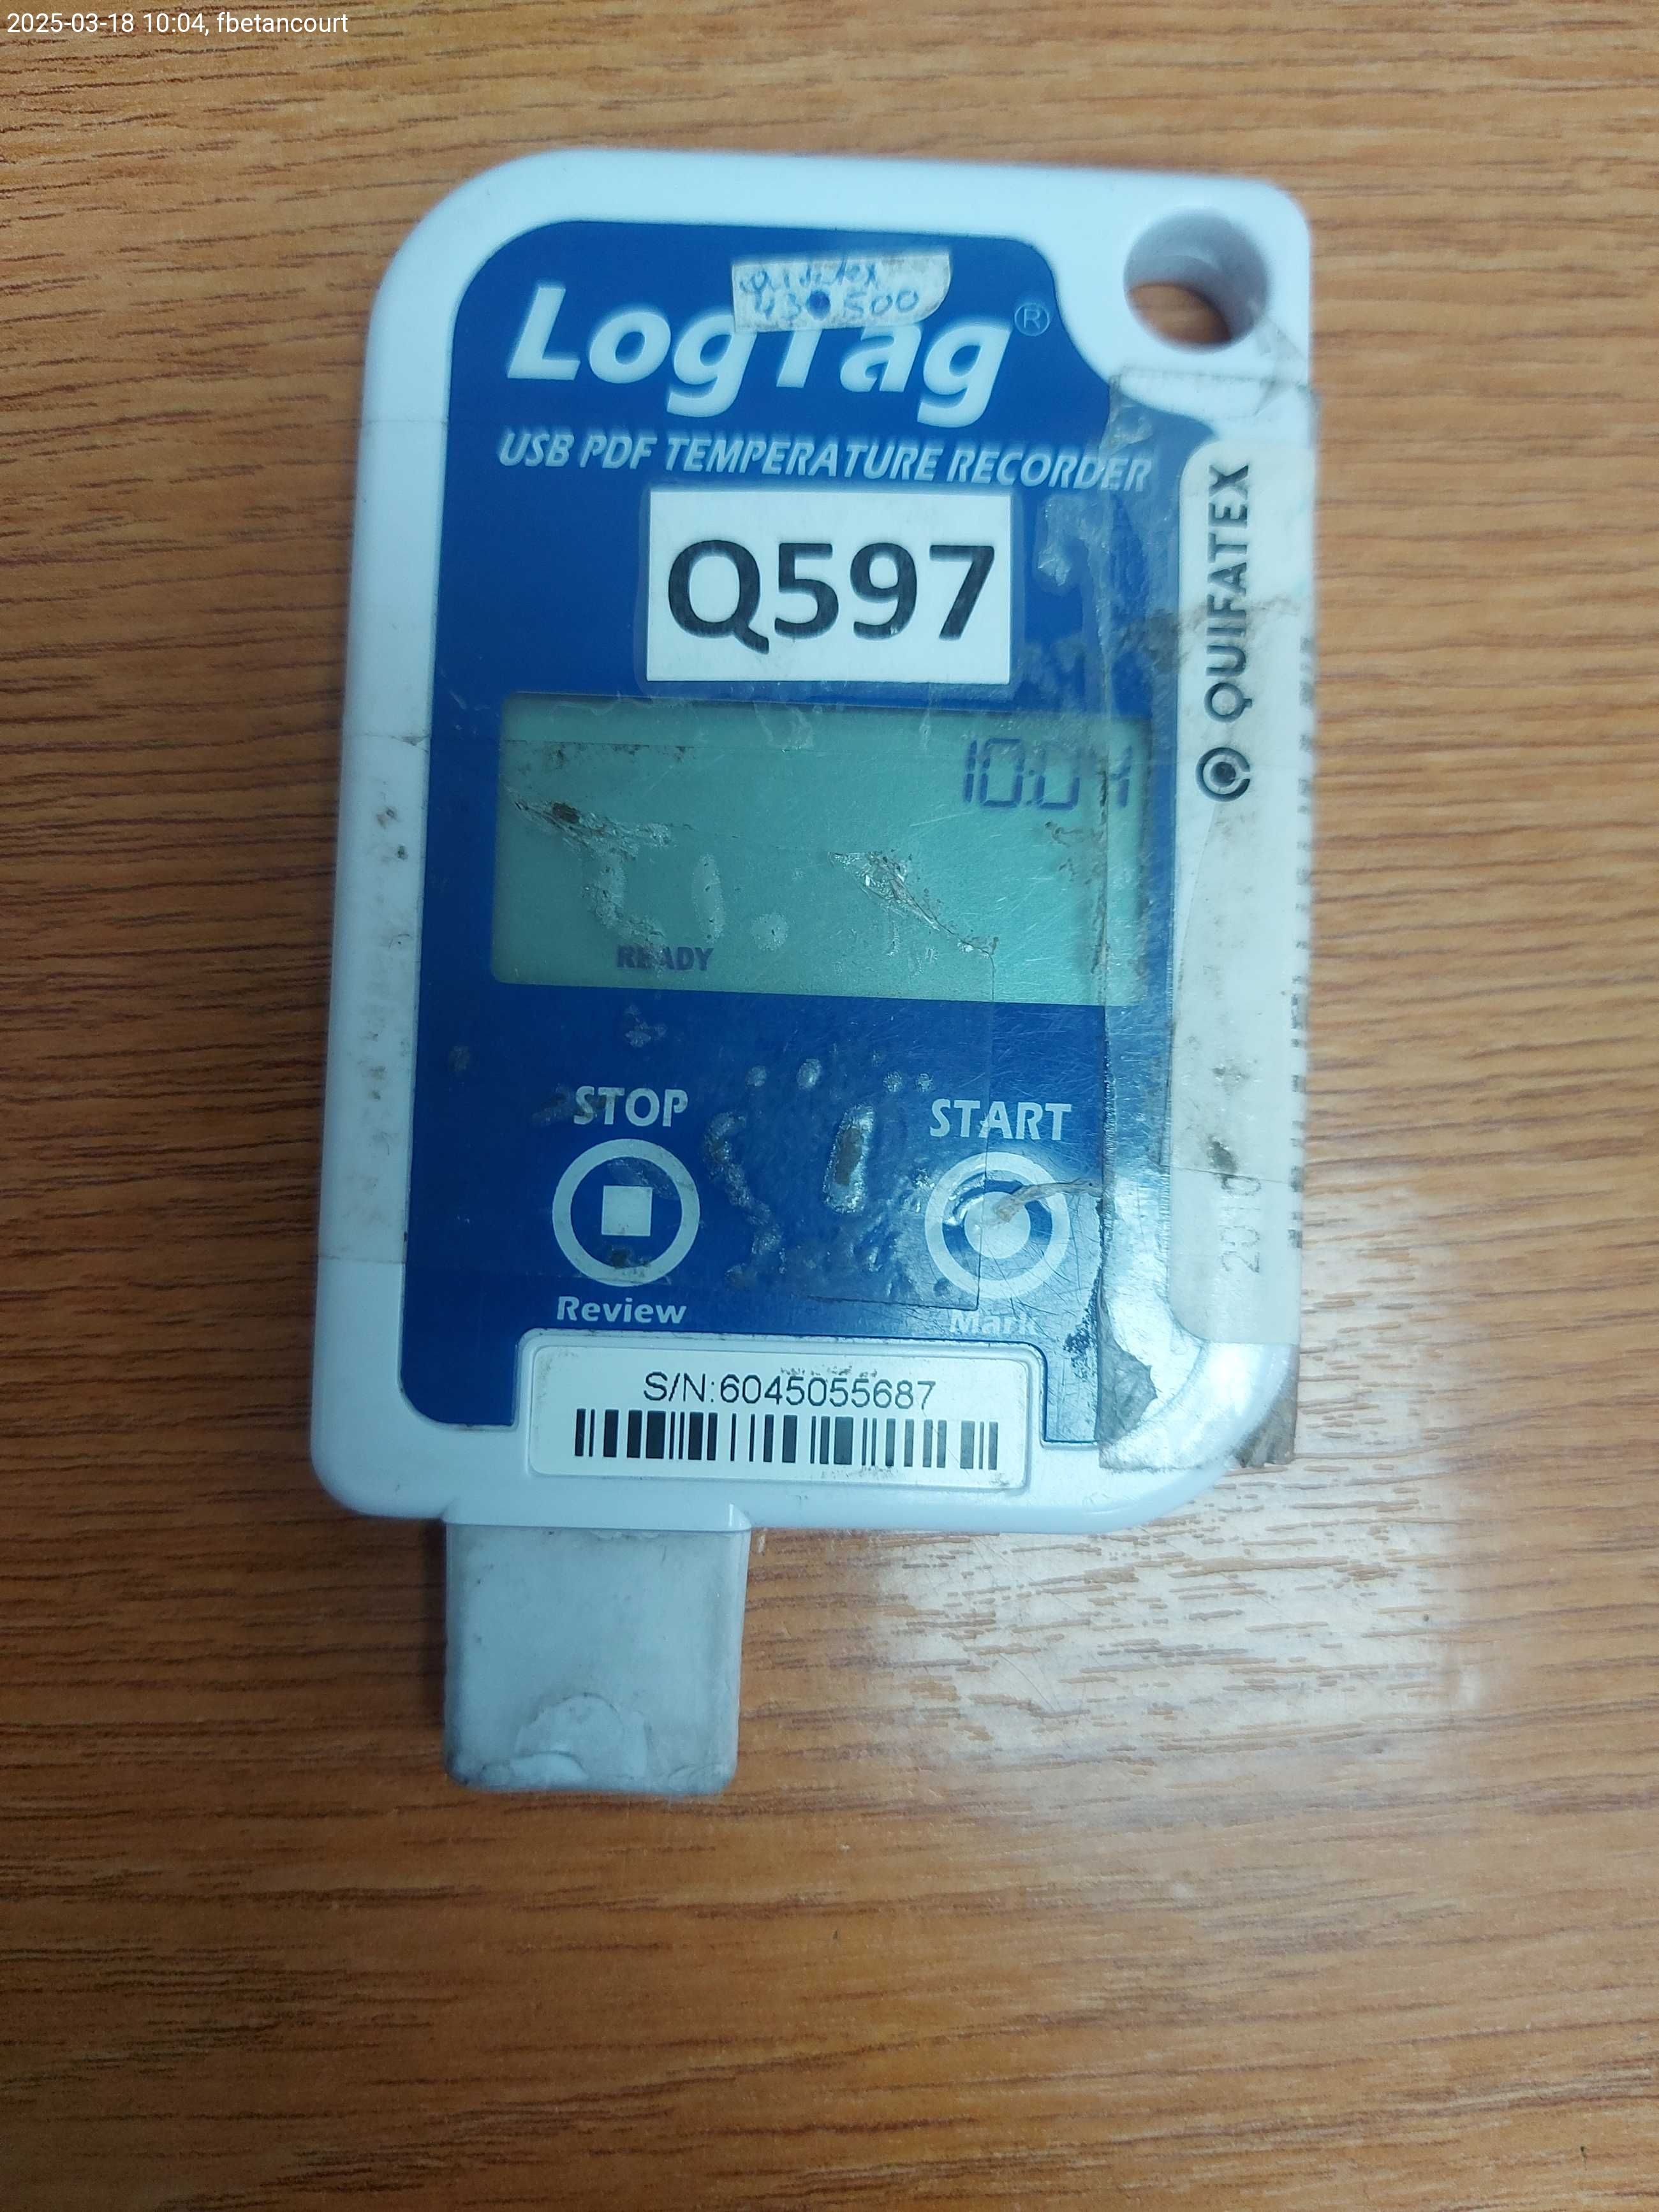 2025-03-18 10:04, fbetancourt
LogTag®
USB PDF TEMPERATURE RECORDER
Q597
QUIFATEX
10:04
READY
STOP
START
Review
Mark
S/N:6045055687